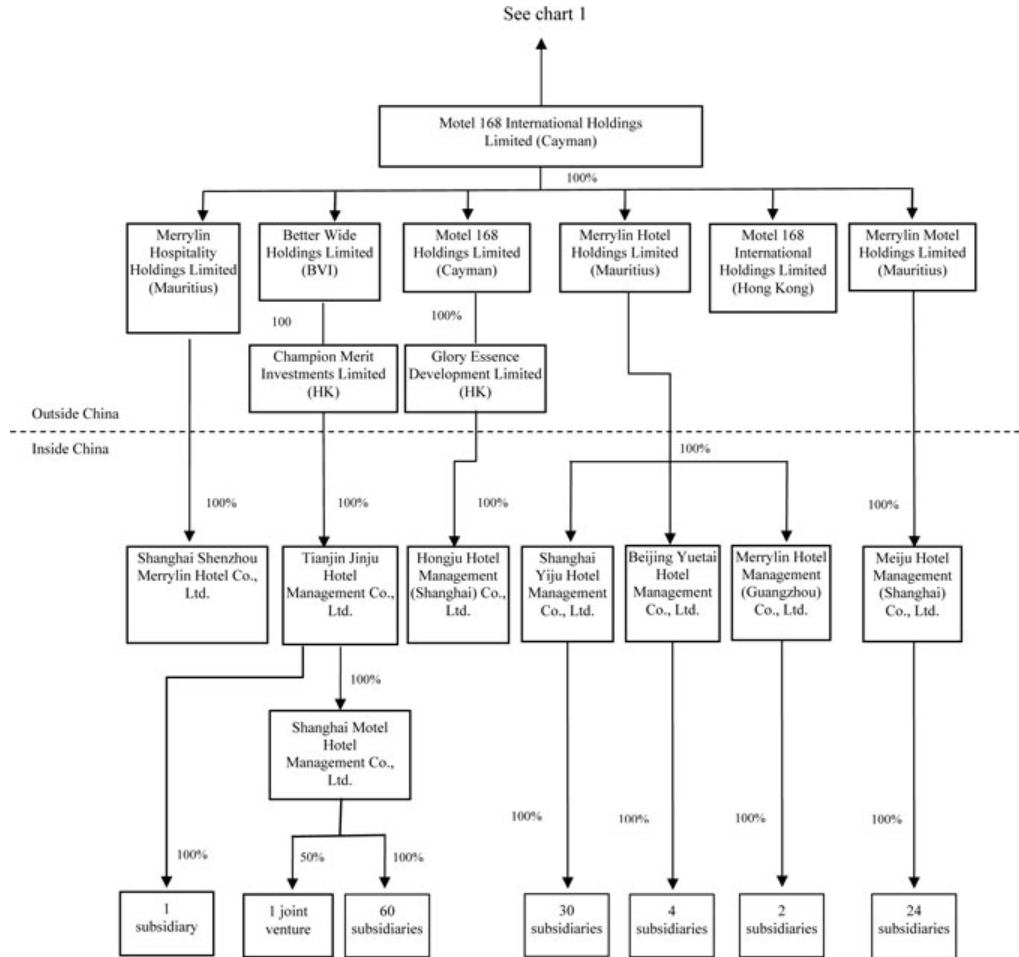 See chart 1
Motel 168 International Holdings
Limited (Cayman)
100%
Merrylin
Hospitality
Holdings Limited
(Mauritius)
Better Wide
Holdings Limited
(BVI)
Motel 168
Holdings Limited
(Cayman)
Merrylin Hotel
Holdings Limited
(Mauritius)
Motel 168
International
Holdings Limited
(Hong Kong)
Merrylin Motel
Holdings Limited
(Mauritius)
100
100%
Champion Merit
Investments Limited
(HK)
Glory Essence
Development Limited
(HK)
Outside China
Inside China
100%
100%
100%
100%
100%
Shanghai Shenzhou
Merrylin Hotel Co.,
Ltd.
Tianjin Jinju
Hotel
Management Co.,
Ltd.
Hongju Hotel
Management
(Shanghai) Co.,
Ltd.
Shanghai
Yiju Hotel
Management
Co., Ltd.
Beijing Yuetai
Hotel
Management
Co., Ltd.
Merrylin Hotel
Management
(Guangzhou)
Co., Ltd.
Meiju Hotel
Management
(Shanghai)
Co., Ltd.
100%
Shanghai Motel
Hotel
Management Co.,
Ltd.
100%
50%
100%
100%
100%
100%
100%
1
subsidiary
1 joint
venture
60
subsidiaries
30
subsidiaries
4
subsidiaries
2
subsidiaries
24
subsidiaries